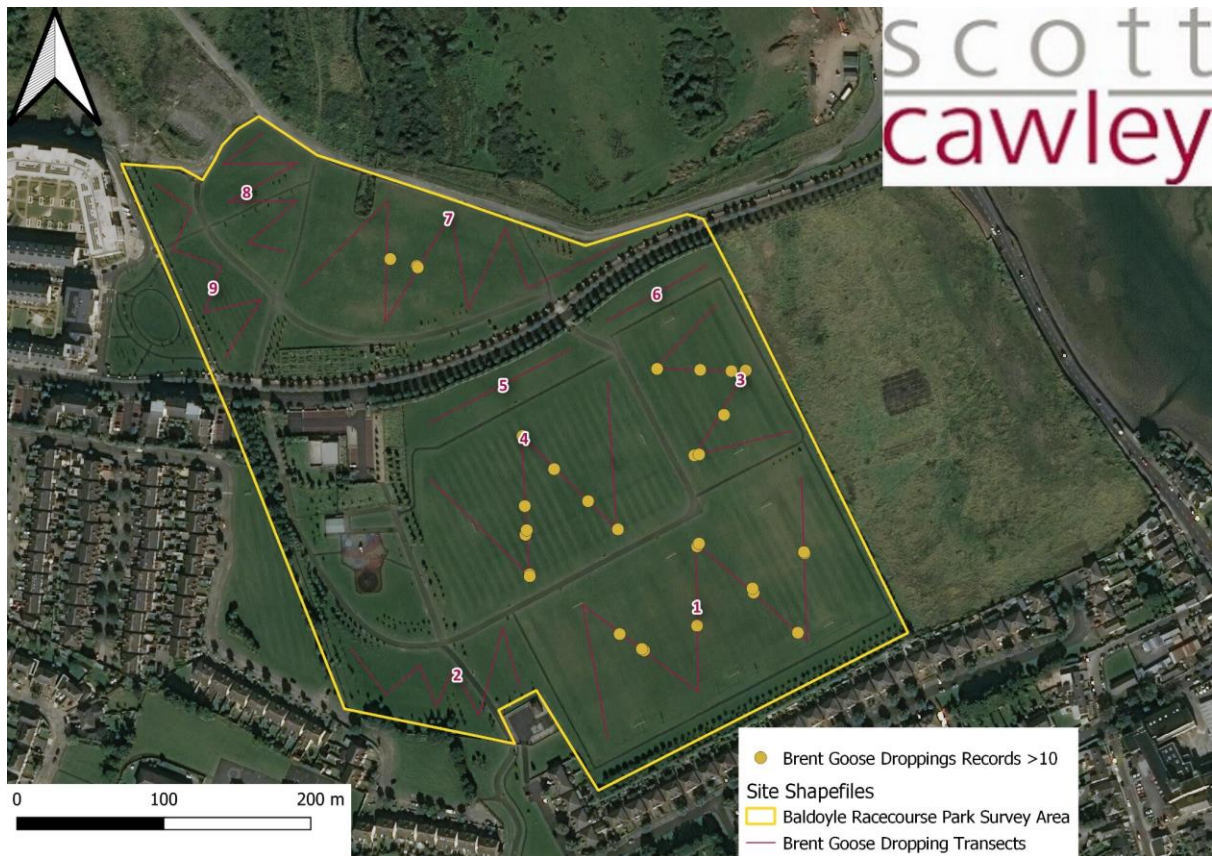 scott
cawley
8
7
9
6
5
3
4
1
2
Brent Goose Droppings Records >10
Site Shapefiles
Baldoyle Racecourse Park Survey Area
Brent Goose Dropping Transects
0 100 200 m